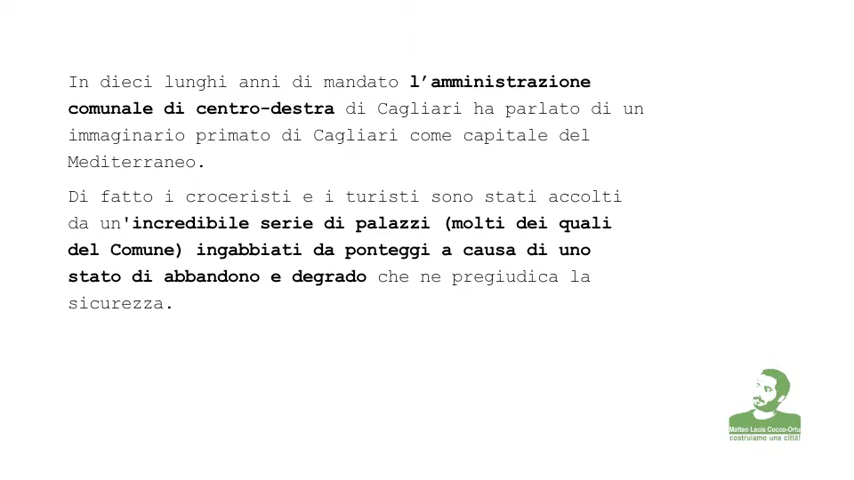 In dieci lunghi anni di mandato l’amministrazione
comunale di centro-destra di Cagliari ha parlato di un
immaginario primato di Cagliari come capitale del
Mediterraneo.
Di fatto i croceristi e i turisti sono stati accolti
da un'incredibile serie di palazzi (molti dei quali
del Comune) ingabbiati da ponteggi a causa di uno
stato di abbandono e degrado che ne pregiudica la
sicurezza.
Matteo Lecis Cocco-Ortu
costruiamo una città!